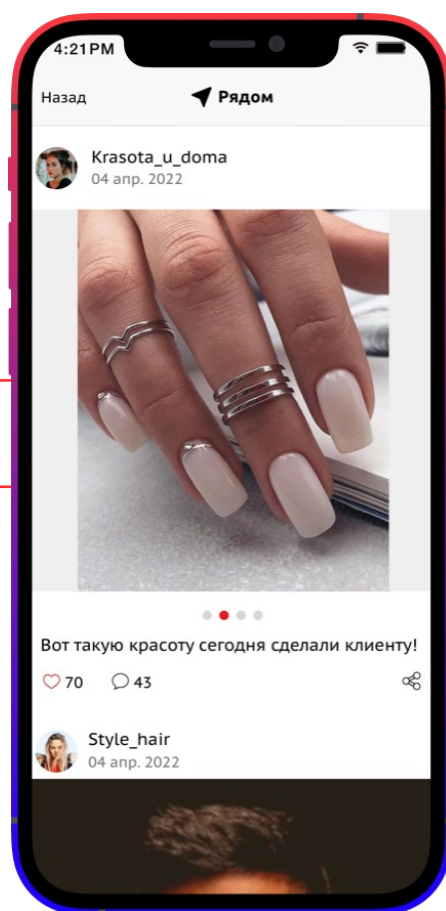 4:21PM
Назад
Рядом
Krasota_u_doma
04 апр. 2022
Вот такую красоту сегодня сделали клиенту!
70
43
Style_hair
04 апр. 2022